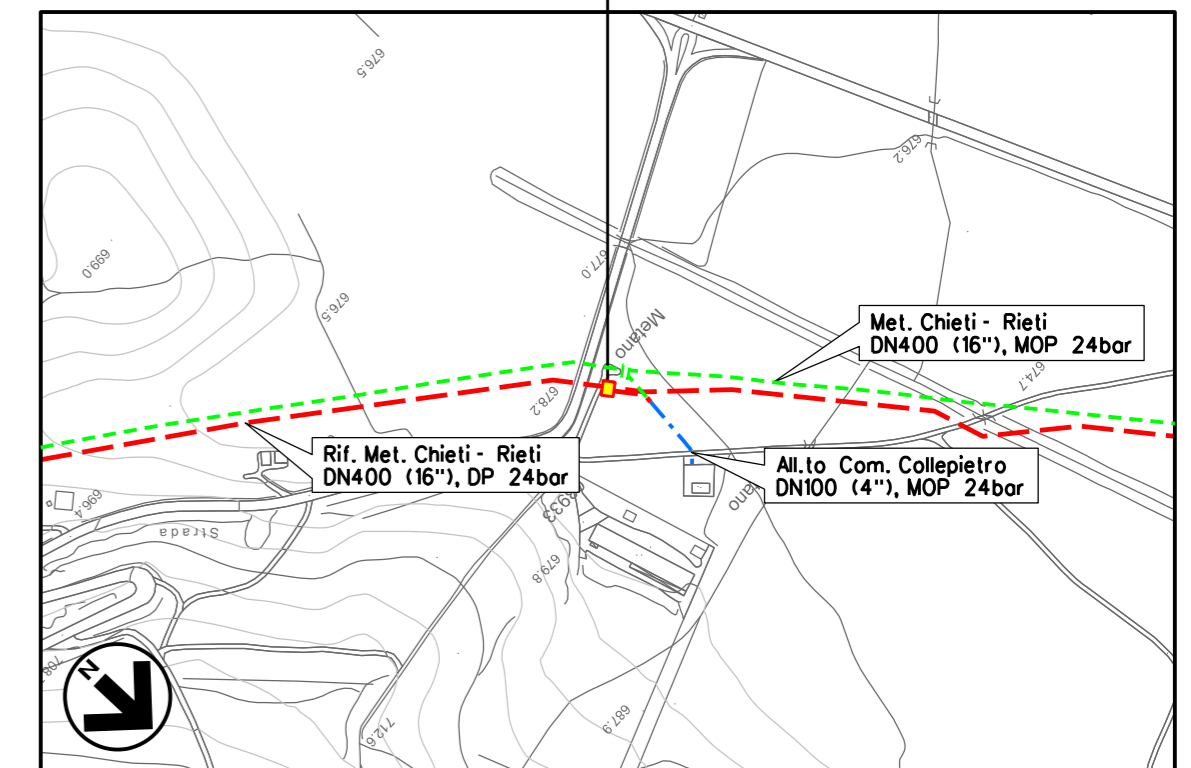 676.5
676.2
699.0
677.0
676.5
Metano
Met. Chieti - Rieti
DN400 (16"), MOP 24bar
674.7
678.2
Rif. Met. Chieti - Rieti
DN400 (16"), DP 24bar
All.to Com. Collepietro
DN100 (4"), MOP 24bar
ano
696.4
Strada
679.8
N
687.9
712.6